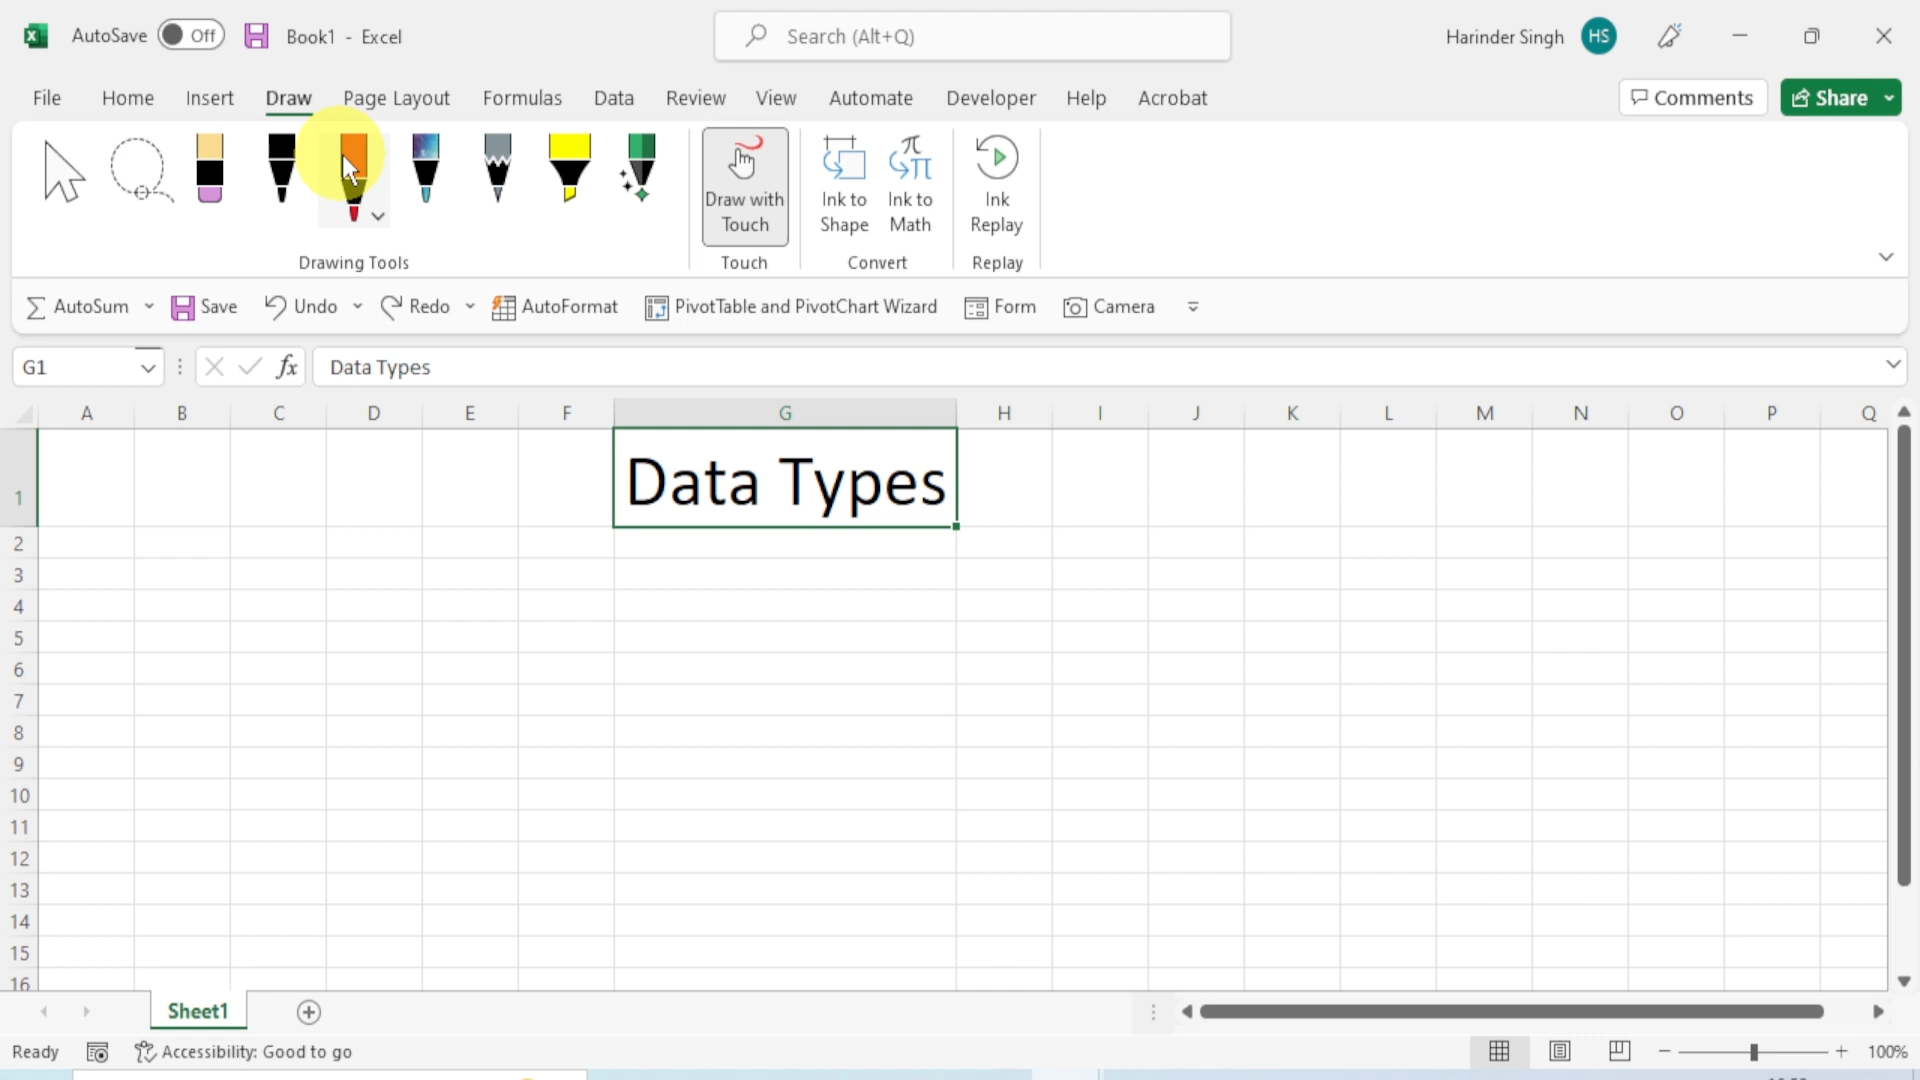 AutoSave Off Book1 - Excel Search (Alt+Q) Harinder Singh HS
File Home Insert Draw Page Layout Formulas Data Review View Automate Developer Help Acrobat Comments Share
Draw with Touch
Ink to Shape
Ink to Math
Ink Replay
Drawing Tools Touch Convert Replay
AutoSum Save Undo Redo AutoFormat PivotTable and PivotChart Wizard Form Camera
G1 fx Data Types
A B C D E F G H I J K L M N O P Q
Data Types
1
2
3
4
5
6
7
8
9
10
11
12
13
14
15
16
Sheet1
Ready Accessibility: Good to go 100%